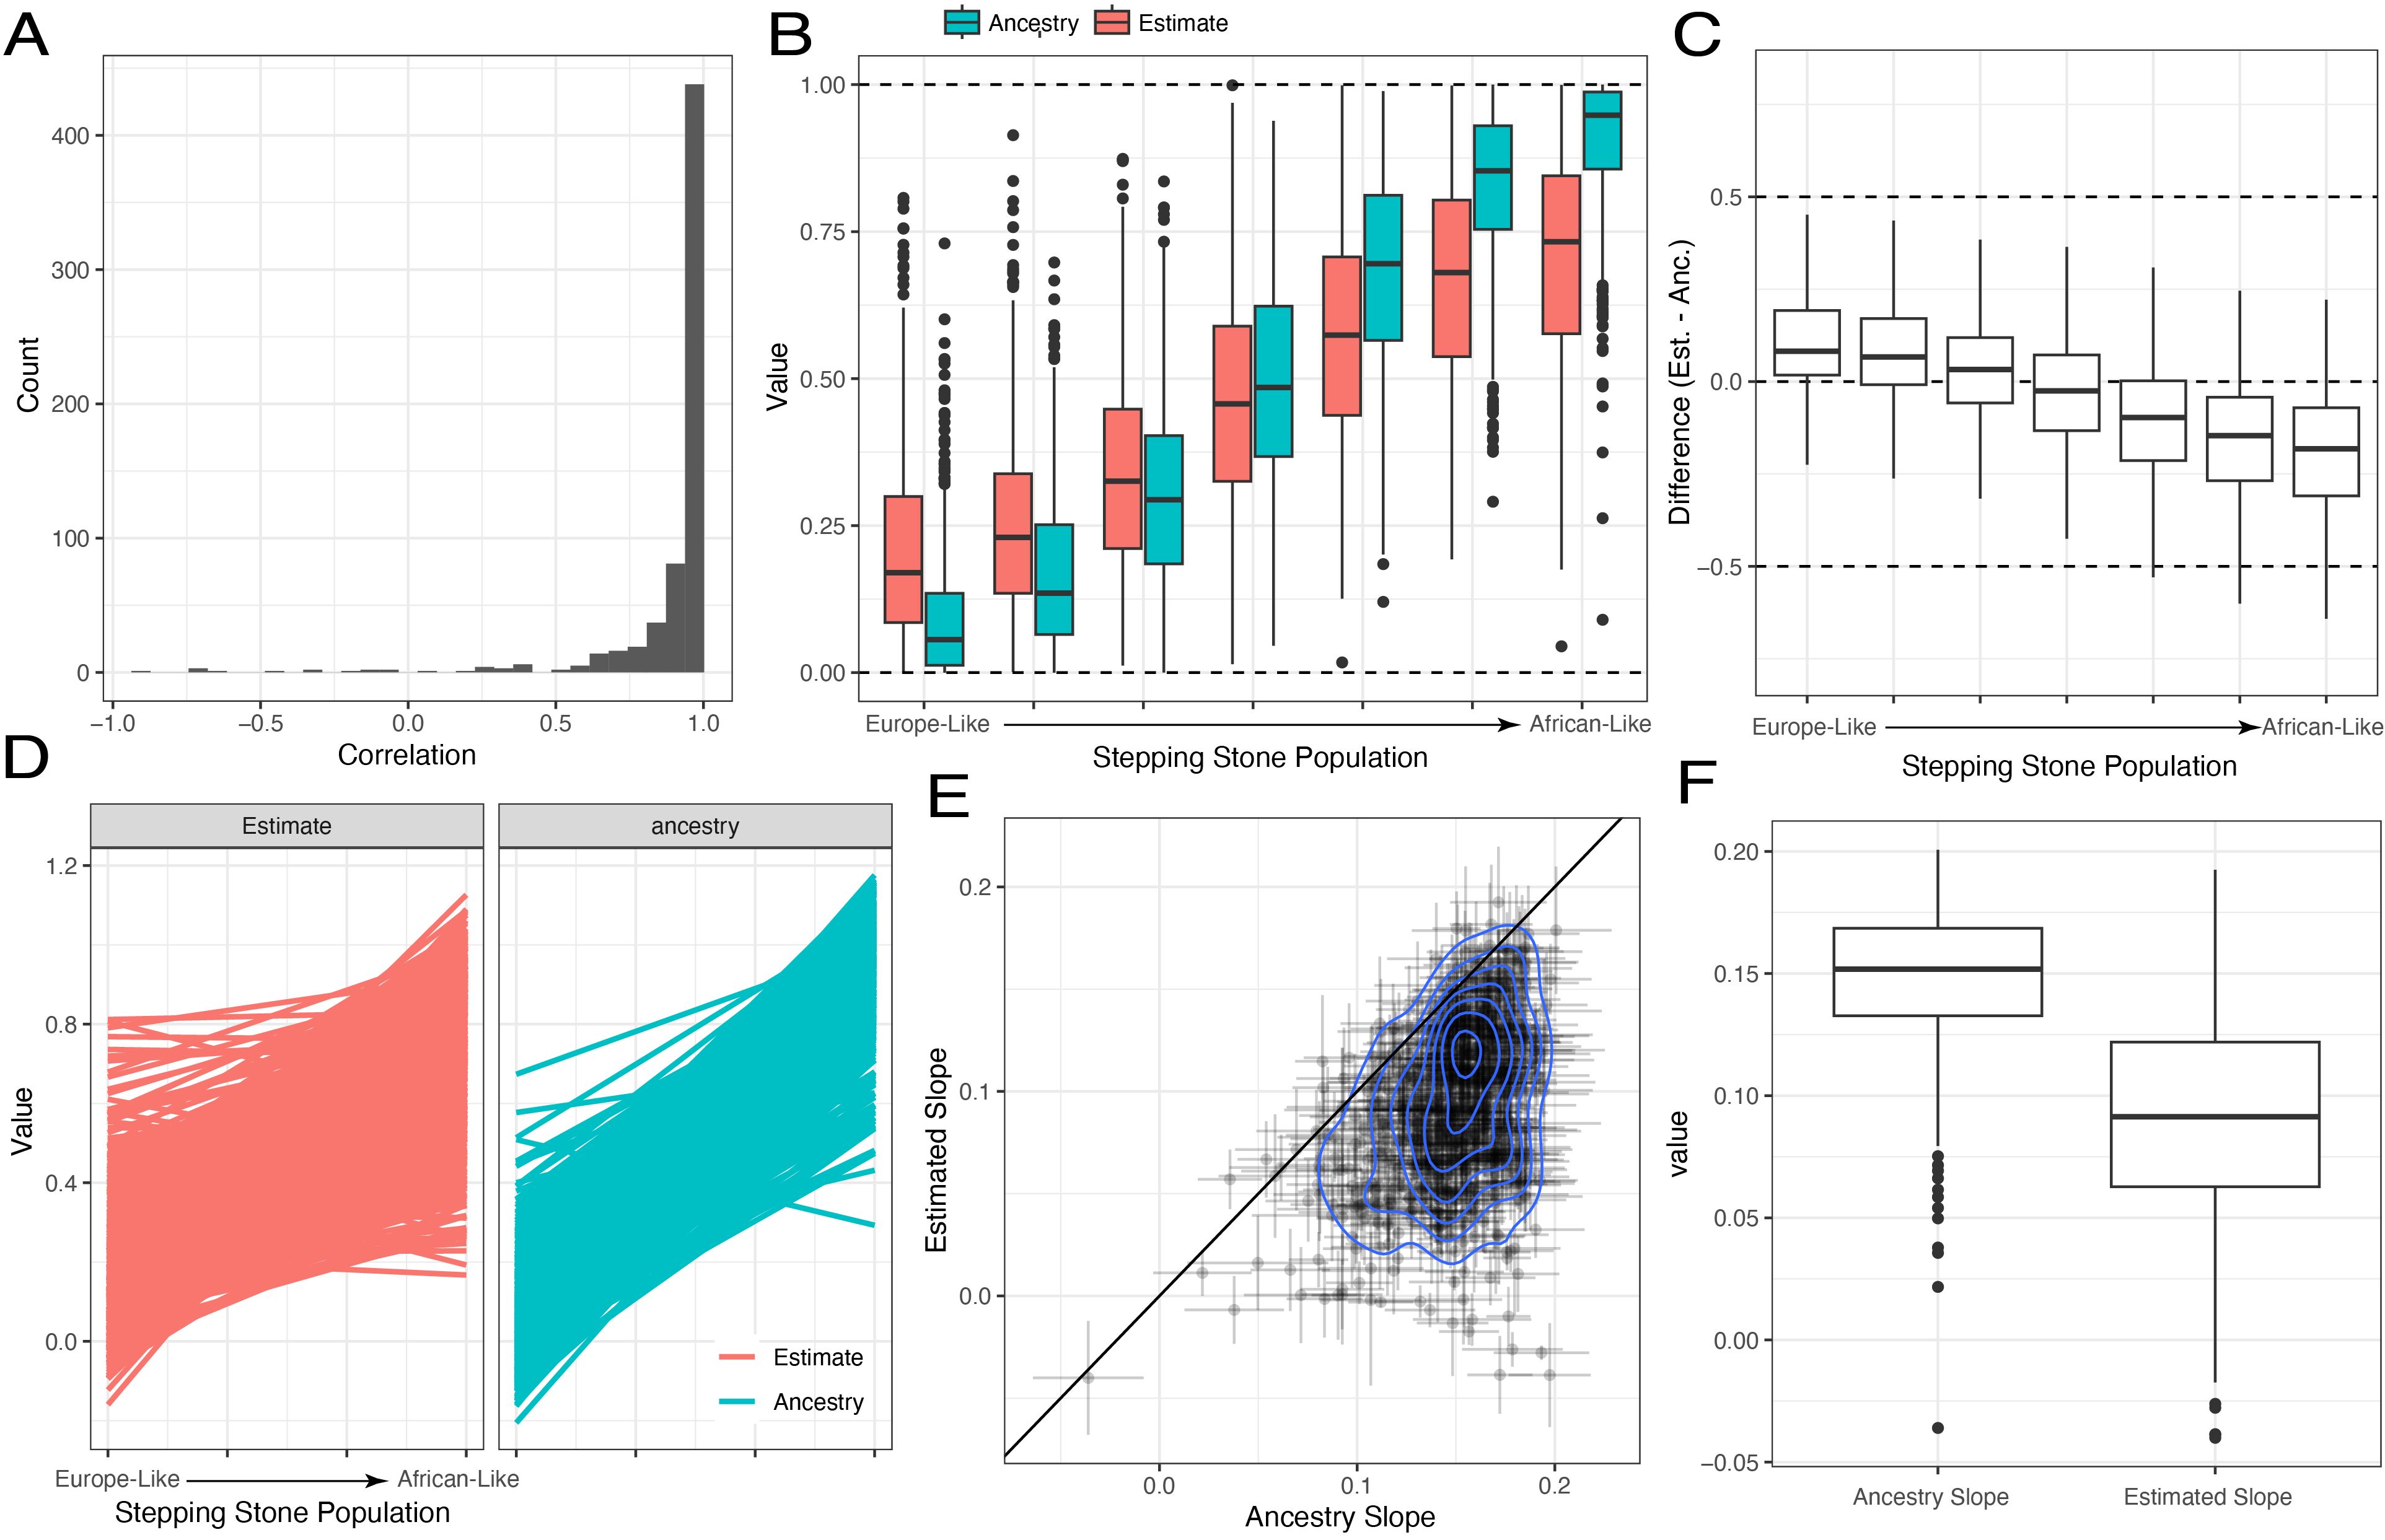 A
400
300
200
100
0
Count
−1.0 −0.5 0.0 0.5 1.0
Correlation
B
Ancestry Estimate
1.00
0.75
0.50
0.25
0.00
Value
Europe-Like African-Like
Stepping Stone Population
C
0.5
0.0
−0.5
Difference (Est. - Anc.)
Europe-Like African-Like
Stepping Stone Population
D
Estimate ancestry
1.2
0.8
0.4
0.0
Value
Estimate
Ancestry
Europe-Like African-Like
Stepping Stone Population
E
0.2
0.1
0.0
Estimated Slope
0.0 0.1 0.2
Ancestry Slope
F
0.20
0.15
0.10
0.05
0.00
−0.05
value
Ancestry Slope Estimated Slope